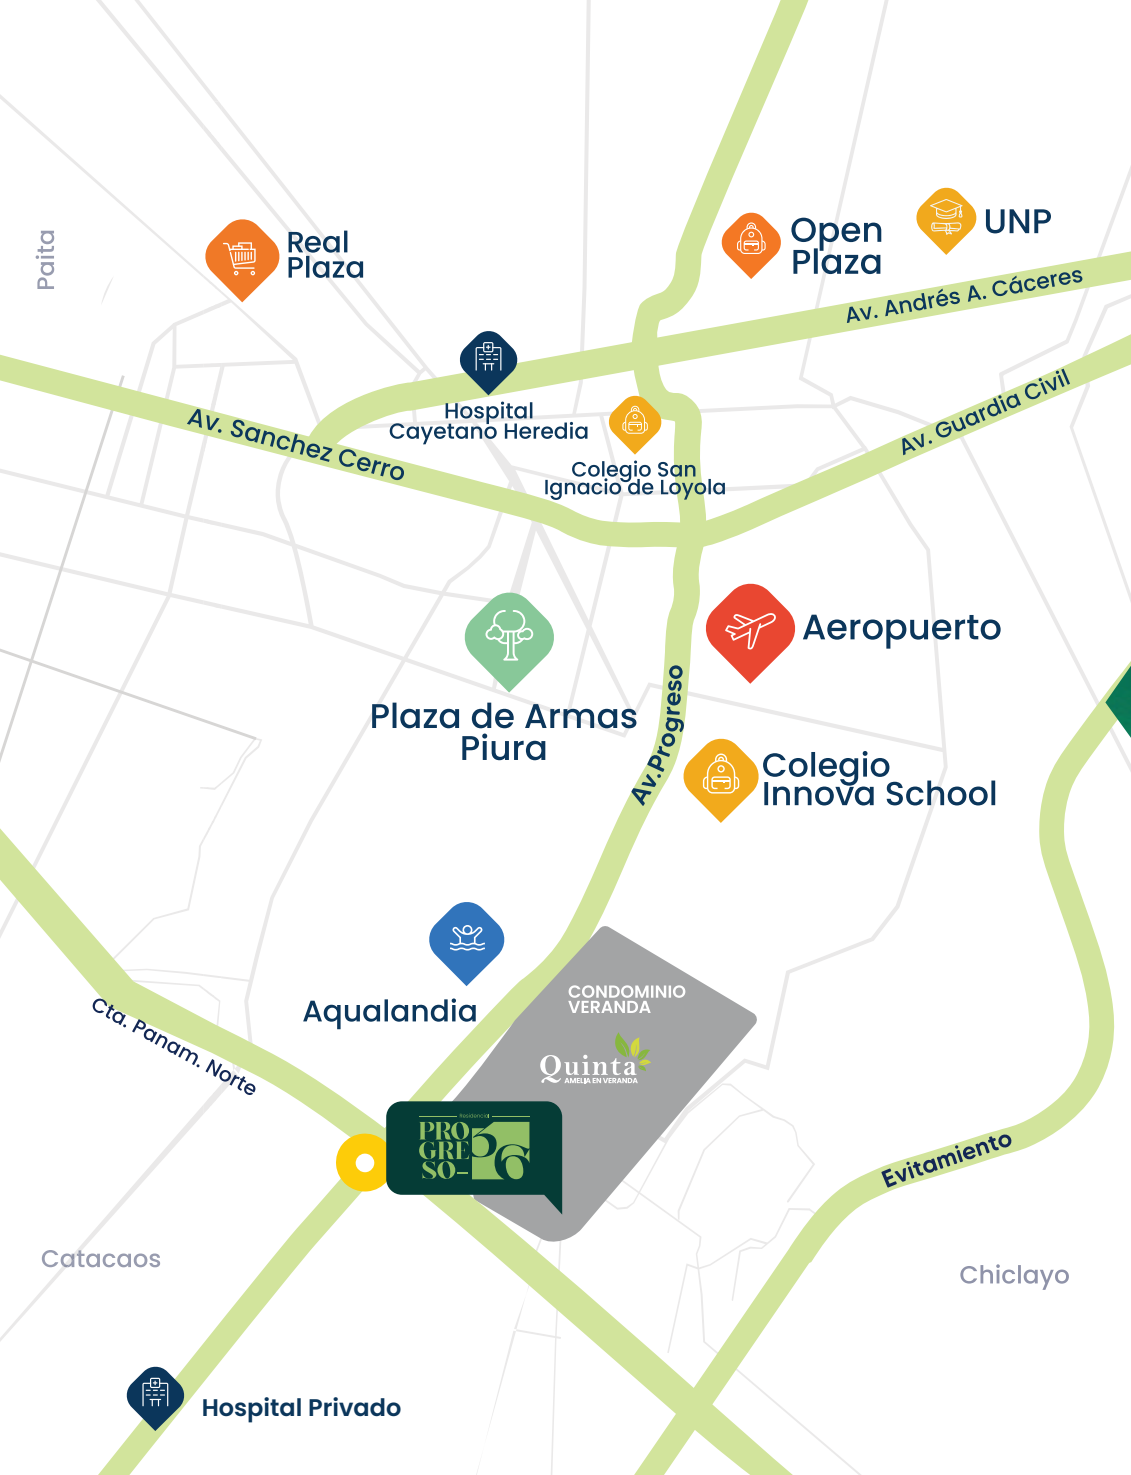 Paita
Real
Plaza
Open
Plaza
UNP
Av. Andrés A. Cáceres
Hospital
Cayetano Heredia
Av. Sanchez Cerro
Av. Guardia Civil
Colegio San
Ignacio de Loyola
Aeropuerto
Plaza de Armas
Piura
Av.Progreso
Colegio
Innova School
Aqualandia
CONDOMINIO
VERANDA
Quinta
AMELIA EN VERANDA
Cta. Panam. Norte
Residencial
PRO
GRE
SO-
56
Evitamiento
Catacaos
Chiclayo
Hospital Privado